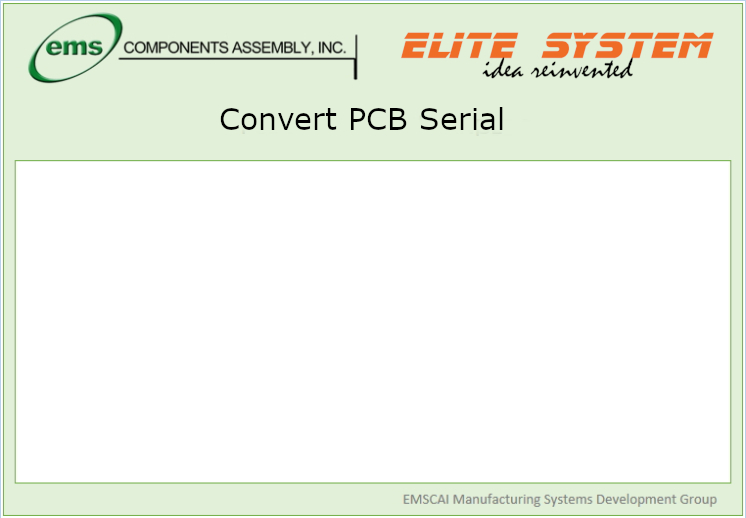 ems COMPONENTS ASSEMBLY, INC.
ELITE SYSTEM
idea reinvented
Convert PCB Serial
EMSCAI Manufacturing Systems Development Group